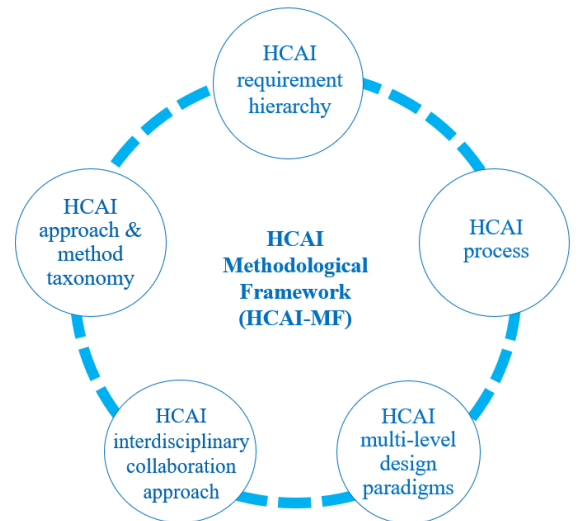 HCAI
requirement
hierarchy
HCAI
approach &
method
taxonomy
HCAI
Methodological
Framework
(HCAI-MF)
HCAI
process
HCAI
interdisciplinary
collaboration
approach
HCAI
multi-level
design
paradigms